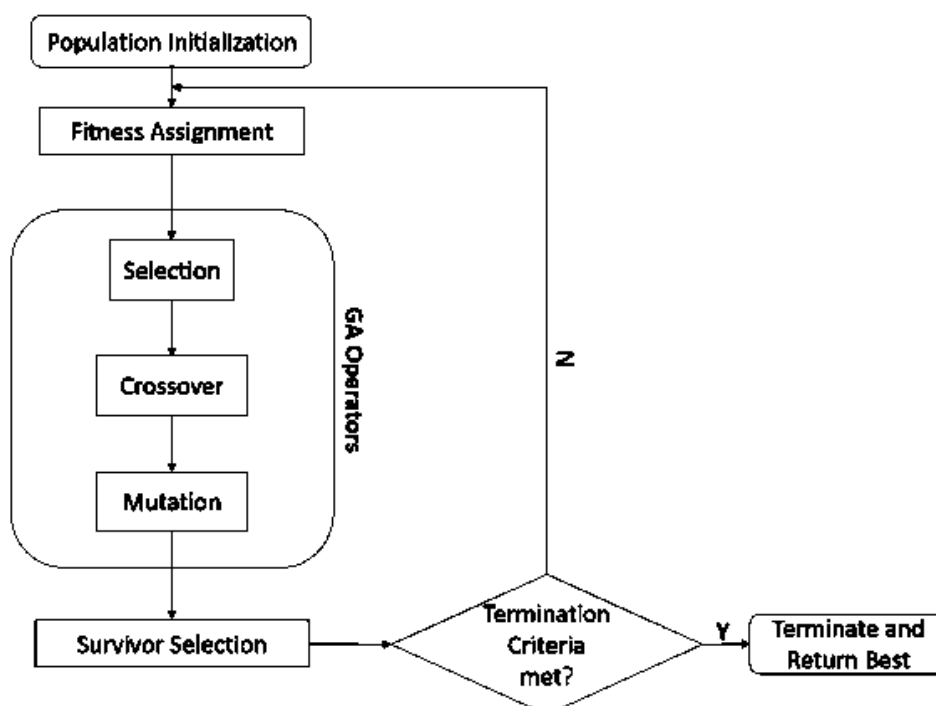 Population Initialization
Fitness Assignment
Selection
Crossover
Mutation
GA Operators
Survivor Selection
N
Termination
Criteria
met?
Y
Terminate and
Return Best